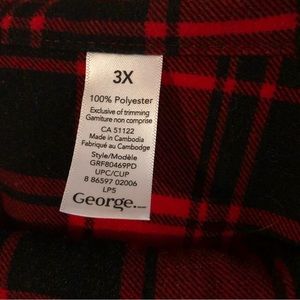 3X
100% Polyester
Exclusive of trimming
Garniture non comprise
CA 51122
Made in Cambodia
Fabriqué au Cambodge
Style/Modèle
GRF80469PD
UPC/CUP
8 86597 02006
LP5
George.